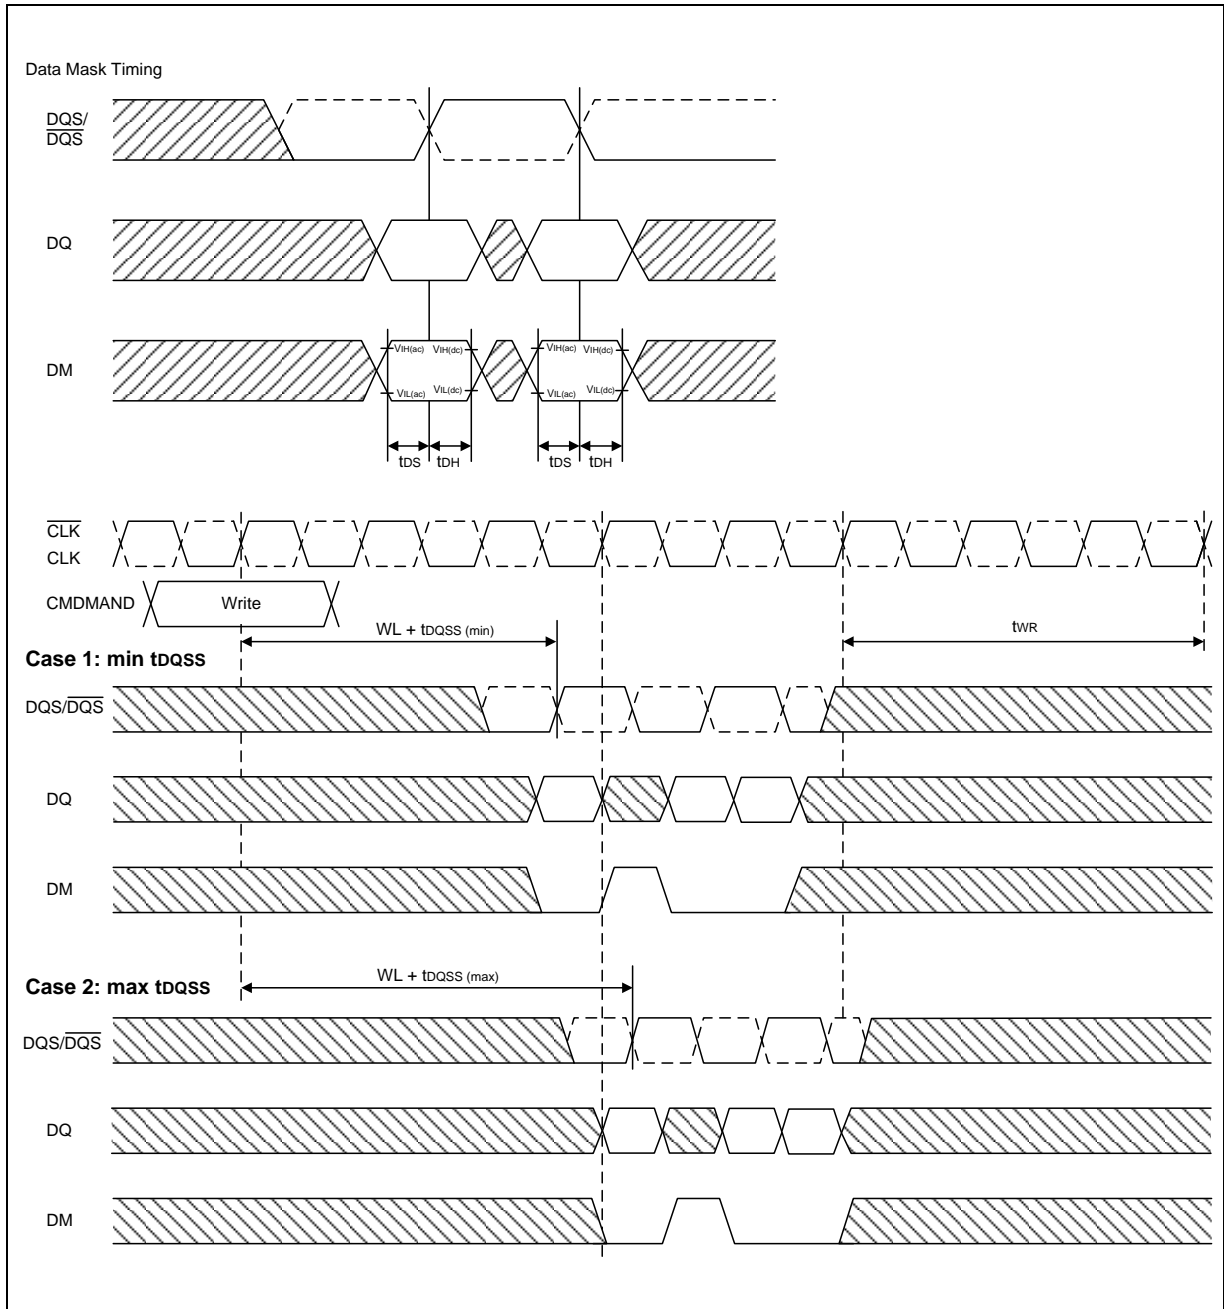 Data Mask Timing
DQS/
DQS
DQ
VIH(ac) VIH(dc) VIH(ac) VIH(dc)
DM
VIL(ac) VIL(dc) VIL(ac) VIL(dc)
tDS tDH tDS tDH
CLK
CLK
CMDMAND Write
WL + tDQSS (min) tWR
Case 1: min tDQSS
DQS/DQS
DQ
DM
WL + tDQSS (max)
Case 2: max tDQSS
DQS/DQS
DQ
DM